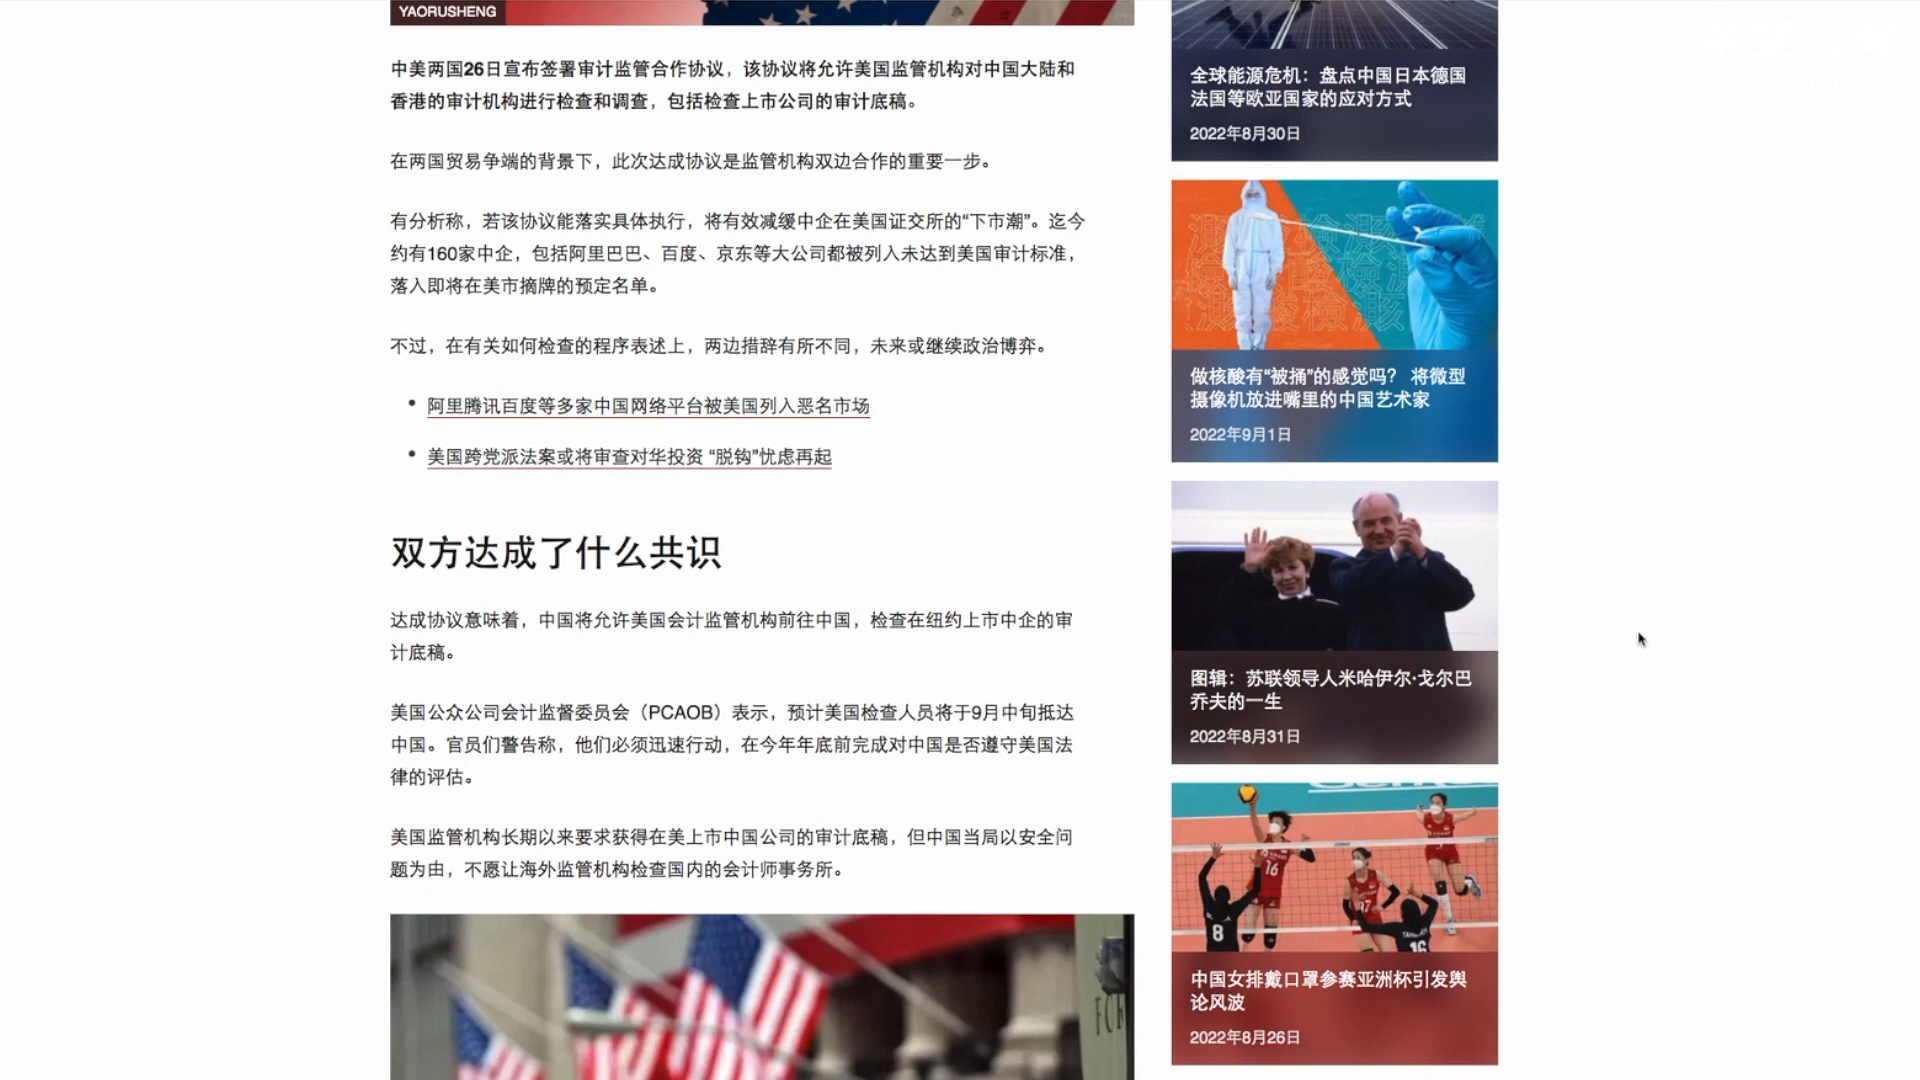 YAORUSHENG
中美两国26日宣布签署审计监管合作协议，该协议将允许美国监管机构对中国大陆和
香港的审计机构进行检查和调查，包括检查上市公司的审计底稿。
在两国贸易争端的背景下，此次达成协议是监管机构双边合作的重要一步。
有分析称，若该协议能落实具体执行，将有效减缓中企在美国证交所的“下市潮”。迄今
约有160家中企，包括阿里巴巴、百度、京东等大公司都被列入未达到美国审计标准，
落入即将在美市摘牌的预定名单。
不过，在有关如何检查的程序表述上，两边措辞有所不同，未来或继续政治博弈。
• 阿里腾讯百度等多家中国网络平台被美国列入恶名市场
• 美国跨党派法案或将审查对华投资 “脱钩”忧虑再起
双方达成了什么共识
达成协议意味着，中国将允许美国会计监管机构前往中国，检查在纽约上市中企的审
计底稿。
美国公众公司会计监督委员会（PCAOB）表示，预计美国检查人员将于9月中旬抵达
中国。官员们警告称，他们必须迅速行动，在今年年底前完成对中国是否遵守美国法
律的评估。
美国监管机构长期以来要求获得在美上市中国公司的审计底稿，但中国当局以安全问
题为由，不愿让海外监管机构检查国内的会计师事务所。
全球能源危机：盘点中国日本德国
法国等欧亚国家的应对方式
2022年8月30日
做核酸有“被捅”的感觉吗？ 将微型
摄像机放进嘴里的中国艺术家
2022年9月1日
图辑：苏联领导人米哈伊尔·戈尔巴
乔夫的一生
2022年8月31日
16
17
8
16
中国女排戴口罩参赛亚洲杯引发舆
论风波
2022年8月26日